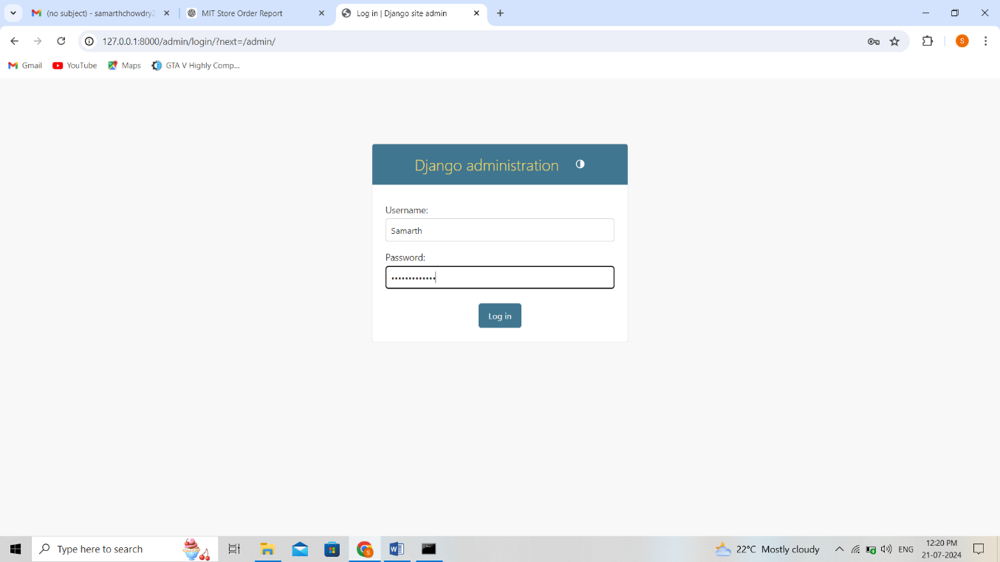 (no subject) - samarthchowdry2
MIT Store Order Report
Log in | Django site admin
127.0.0.1:8000/admin/login/?next=/admin/
S
Gmail
YouTube
Maps
GTA V Highly Comp...
Django administration
Username:
Samarth
Password:
•••••••••••••
Log in
Type here to search
22°C Mostly cloudy
ENG
12:20 PM
21-07-2024